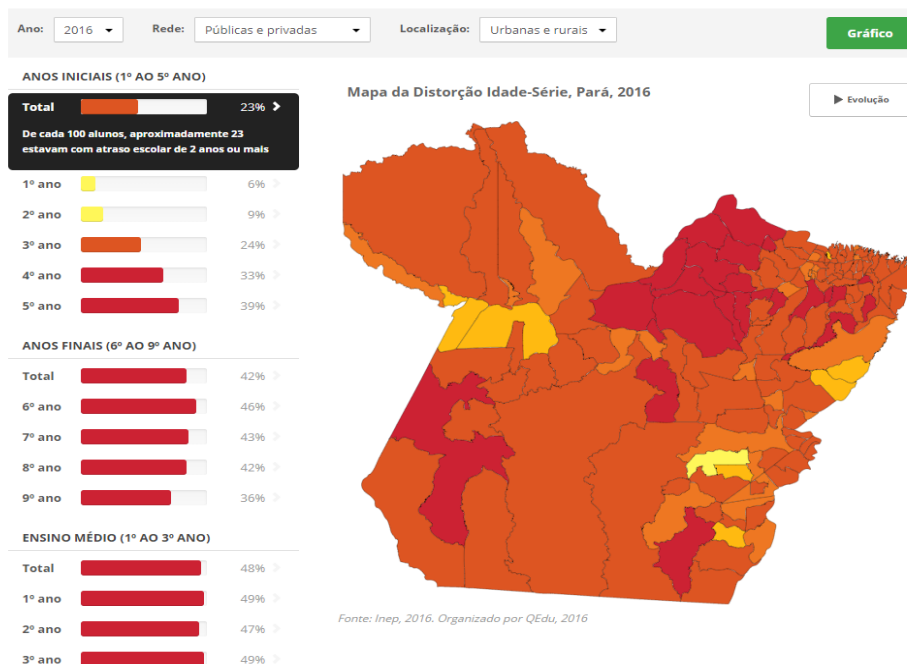 Ano: 2016 Rede: Públicas e privadas Localização: Urbanas e rurais Gráfico
ANOS INICIAIS (1º AO 5º ANO)
Total 23%
De cada 100 alunos, aproximadamente 23
estavam com atraso escolar de 2 anos ou mais
1º ano 6%
2º ano 9%
3º ano 24%
4º ano 33%
5º ano 39%
ANOS FINAIS (6º AO 9º ANO)
Total 42%
6º ano 46%
7º ano 43%
8º ano 42%
9º ano 36%
ENSINO MÉDIO (1º AO 3º ANO)
Total 48%
1º ano 49%
2º ano 47%
3º ano 49%
Mapa da Distorção Idade-Série, Pará, 2016
Evolução
Fonte: Inep, 2016. Organizado por QEdu, 2016